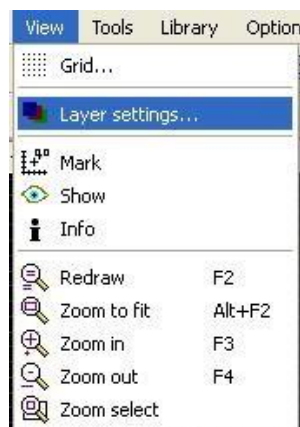 View Tools Library Option
Grid...
Layer settings...
Mark
Show
Info
Redraw F2
Zoom to fit Alt+F2
Zoom in F3
Zoom out F4
Zoom select